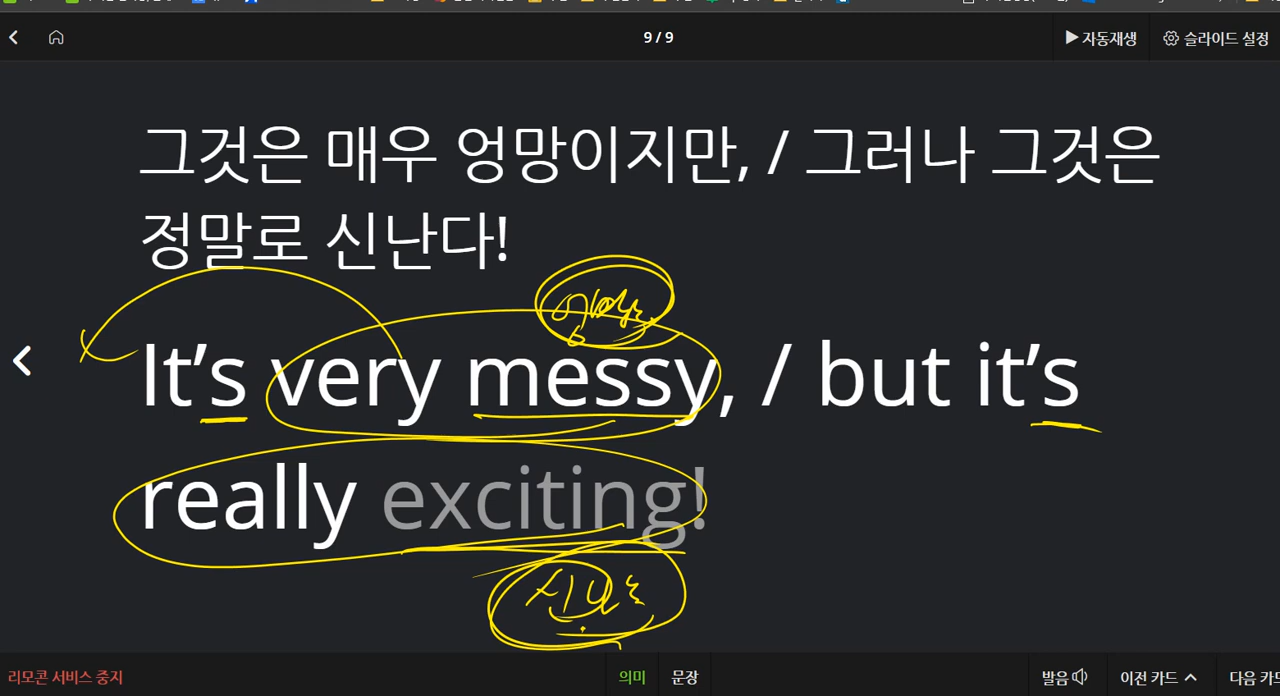 9 / 9
▶자동재생
슬라이드 설정
그것은 매우 엉망이지만, / 그러나 그것은
정말로 신난다!
It’s very messy, / but it’s
really exciting!
신나는
리모콘 서비스 중지
의미
문장
발음
이전 카드
다음